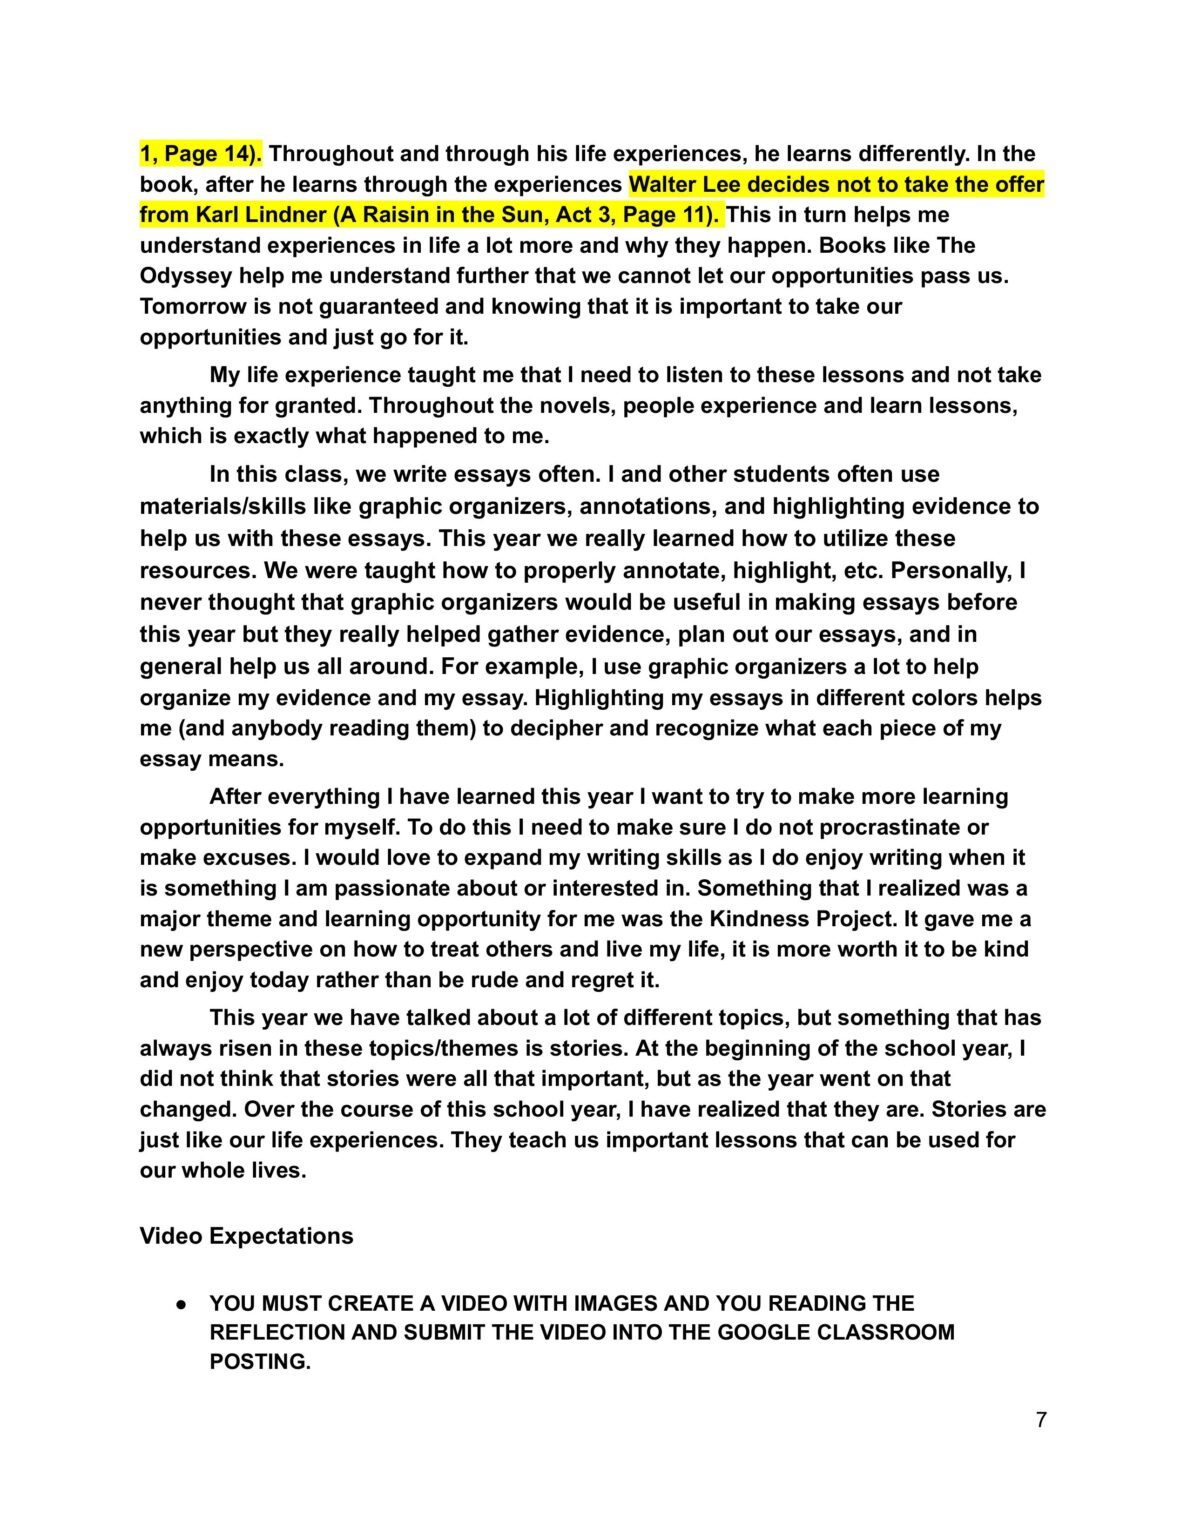 1, Page 14). Throughout and through his life experiences, he learns differently. In the
book, after he learns through the experiences Walter Lee decides not to take the offer
from Karl Lindner (A Raisin in the Sun, Act 3, Page 11). This in turn helps me
understand experiences in life a lot more and why they happen. Books like The
Odyssey help me understand further that we cannot let our opportunities pass us.
Tomorrow is not guaranteed and knowing that it is important to take our
opportunities and just go for it.
My life experience taught me that I need to listen to these lessons and not take
anything for granted. Throughout the novels, people experience and learn lessons,
which is exactly what happened to me.
In this class, we write essays often. I and other students often use
materials/skills like graphic organizers, annotations, and highlighting evidence to
help us with these essays. This year we really learned how to utilize these
resources. We were taught how to properly annotate, highlight, etc. Personally, I
never thought that graphic organizers would be useful in making essays before
this year but they really helped gather evidence, plan out our essays, and in
general help us all around. For example, I use graphic organizers a lot to help
organize my evidence and my essay. Highlighting my essays in different colors helps
me (and anybody reading them) to decipher and recognize what each piece of my
essay means.
After everything I have learned this year I want to try to make more learning
opportunities for myself. To do this I need to make sure I do not procrastinate or
make excuses. I would love to expand my writing skills as I do enjoy writing when it
is something I am passionate about or interested in. Something that I realized was a
major theme and learning opportunity for me was the Kindness Project. It gave me a
new perspective on how to treat others and live my life, it is more worth it to be kind
and enjoy today rather than be rude and regret it.
This year we have talked about a lot of different topics, but something that has
always risen in these topics/themes is stories. At the beginning of the school year, I
did not think that stories were all that important, but as the year went on that
changed. Over the course of this school year, I have realized that they are. Stories are
just like our life experiences. They teach us important lessons that can be used for
our whole lives.
Video Expectations
● YOU MUST CREATE A VIDEO WITH IMAGES AND YOU READING THE
REFLECTION AND SUBMIT THE VIDEO INTO THE GOOGLE CLASSROOM
POSTING.
7